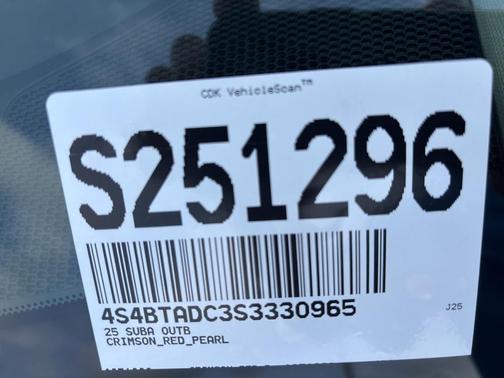 CDK VehicleScan™
S251296
4S4BTADC3S3330965
25 SUBA OUTB
J25
CRIMSON_RED_PEARL